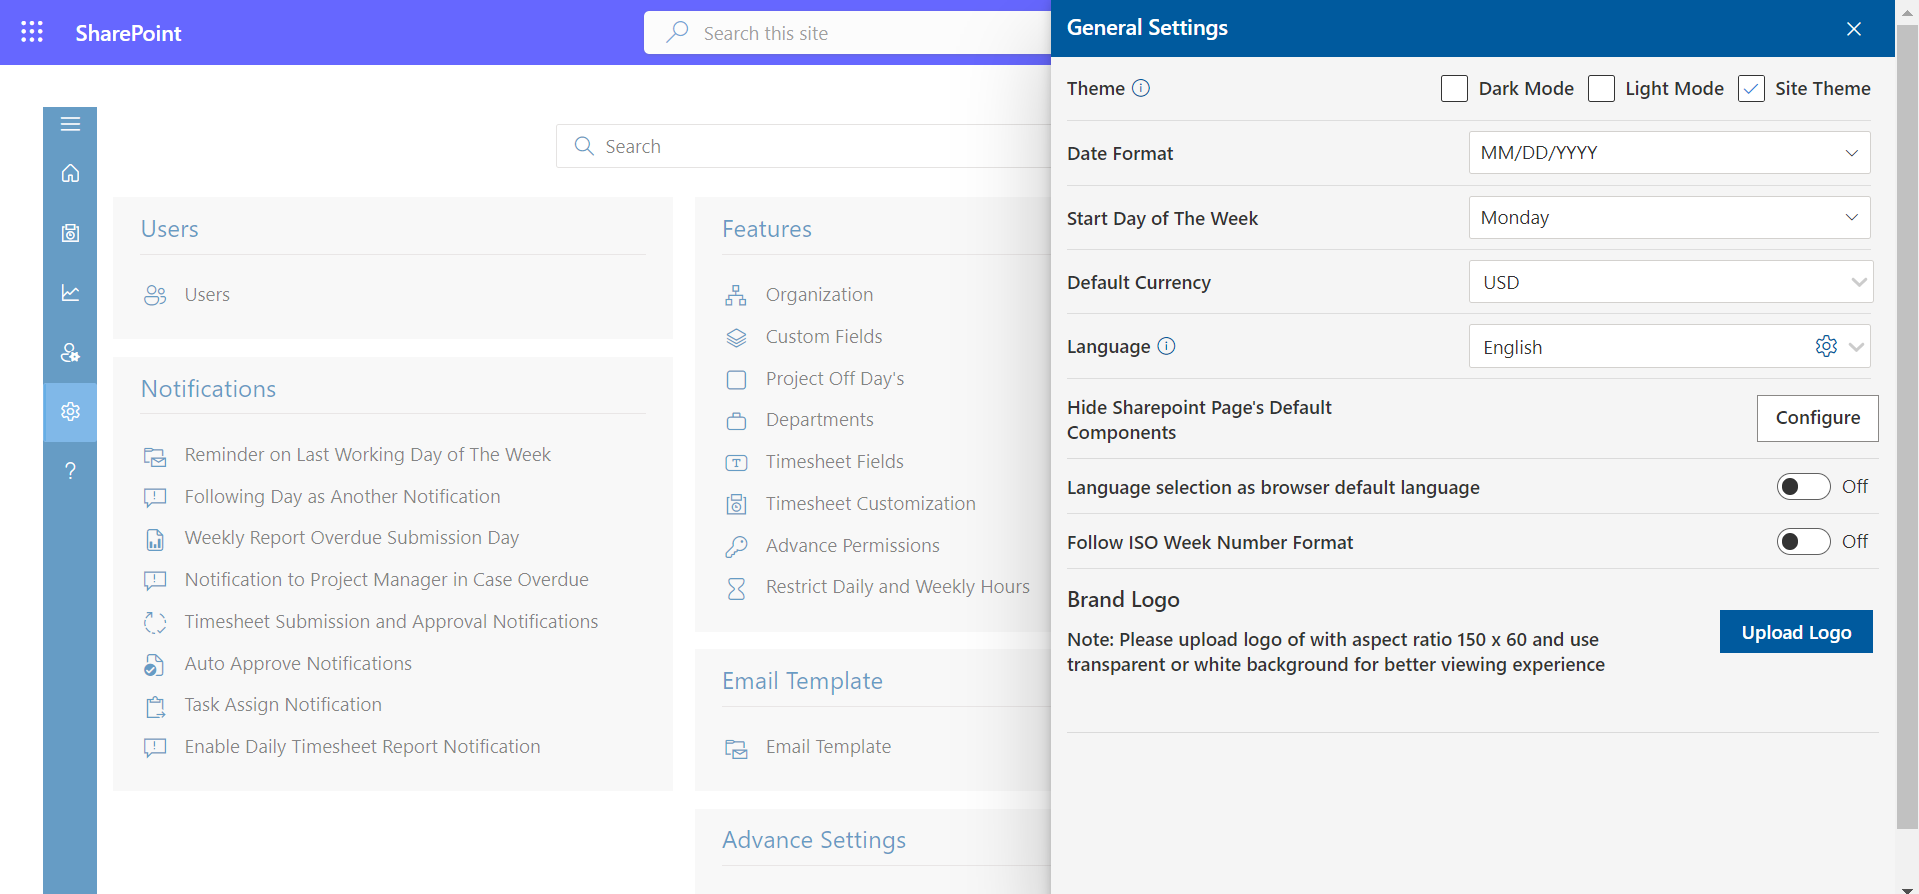 SharePoint
Search this site
Search
Users
Users
Notifications
Reminder on Last Working Day of The Week
Following Day as Another Notification
Weekly Report Overdue Submission Day
Notification to Project Manager in Case Overdue
Timesheet Submission and Approval Notifications
Auto Approve Notifications
Task Assign Notification
Enable Daily Timesheet Report Notification
Features
Organization
Custom Fields
Project Off Day's
Departments
Timesheet Fields
Timesheet Customization
Advance Permissions
Restrict Daily and Weekly Hours
Email Template
Email Template
Advance Settings
General Settings
Theme Dark Mode Light Mode Site Theme
Date Format MM/DD/YYYY
Start Day of The Week Monday
Default Currency USD
Language English
Hide Sharepoint Page's Default
Components
Configure
Language selection as browser default language Off
Follow ISO Week Number Format Off
Brand Logo
Note: Please upload logo of with aspect ratio 150 x 60 and use
transparent or white background for better viewing experience
Upload Logo